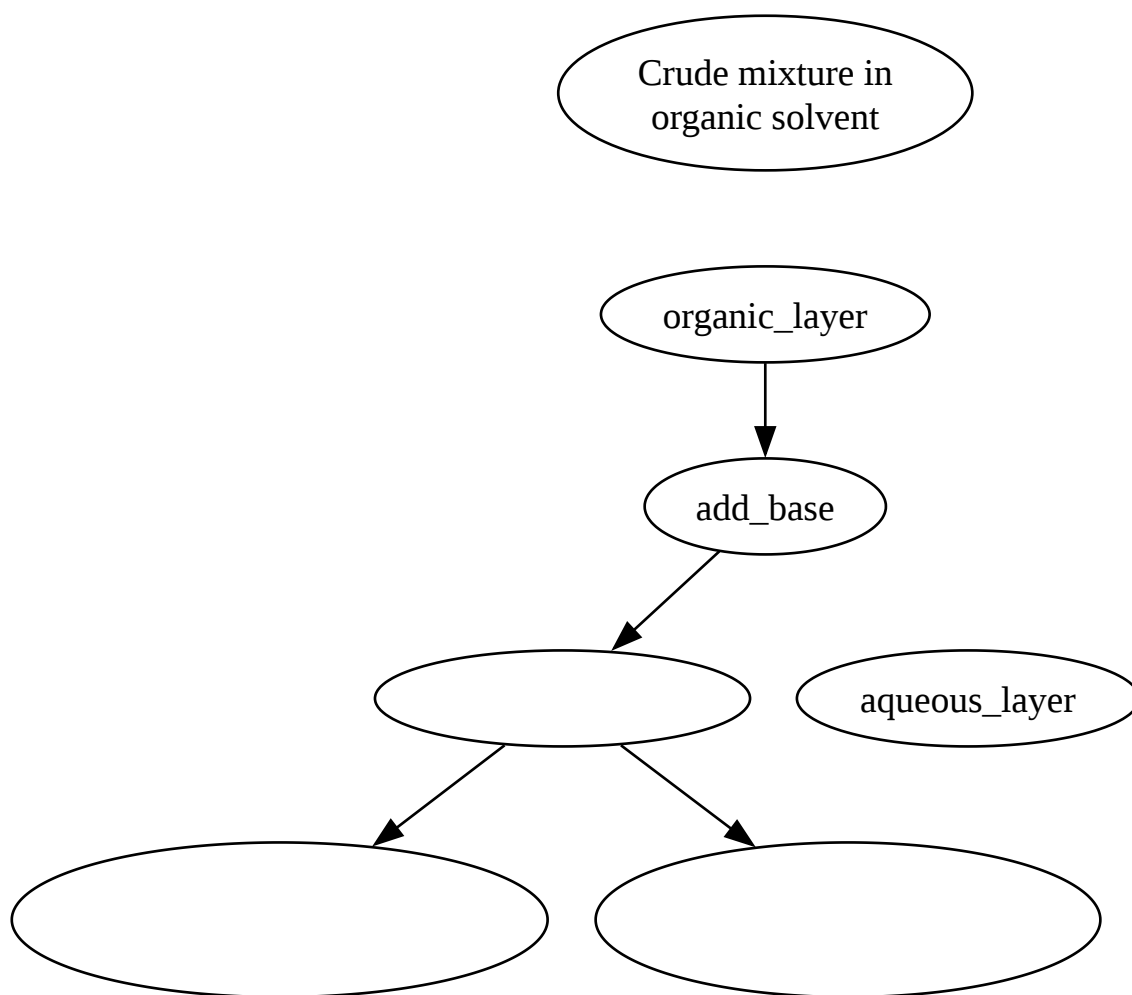 Crude mixture in
organic solvent
organic_layer
add_base
aqueous_layer